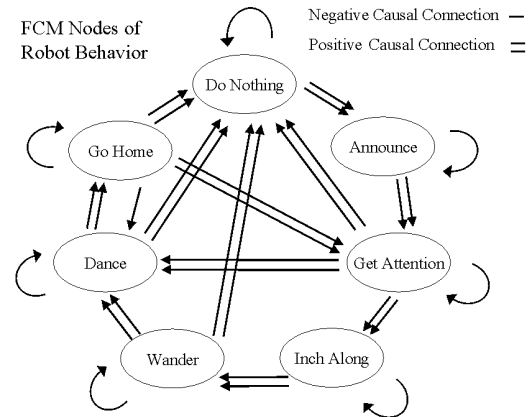 FCM Nodes of
Robot Behavior
Negative Causal Connection
Positive Causal Connection
Do Nothing
Go Home
Announce
Dance
Get Attention
Wander
Inch Along